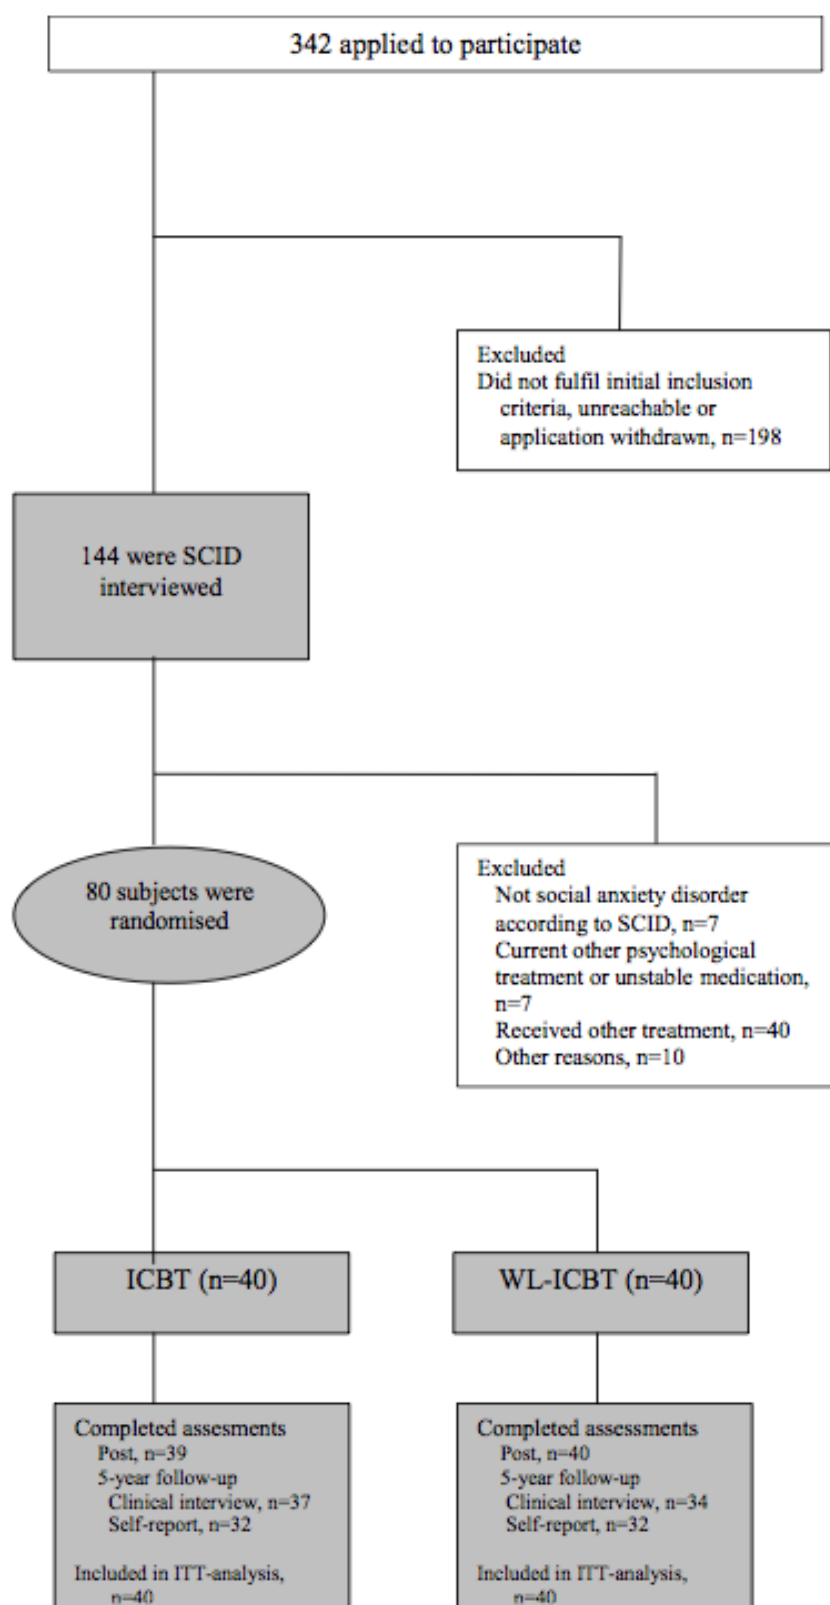 342 applied to participate
Excluded
Did not fulfil initial inclusion
criteria, unreachable or
application withdrawn, n=198
144 were SCID
interviewed
80 subjects were
randomised
Excluded
Not social anxiety disorder
according to SCID, n=7
Current other psychological
treatment or unstable medication,
n=7
Received other treatment, n=40
Other reasons, n=10
ICBT (n=40)
WL-ICBT (n=40)
Completed assesments
Post, n=39
5-year follow-up
Clinical interview, n=37
Self-report, n=32
Included in ITT-analysis,
n=40
Completed assessments
Post, n=40
5-year follow-up
Clinical interview, n=34
Self-report, n=32
Included in ITT-analysis,
n=40